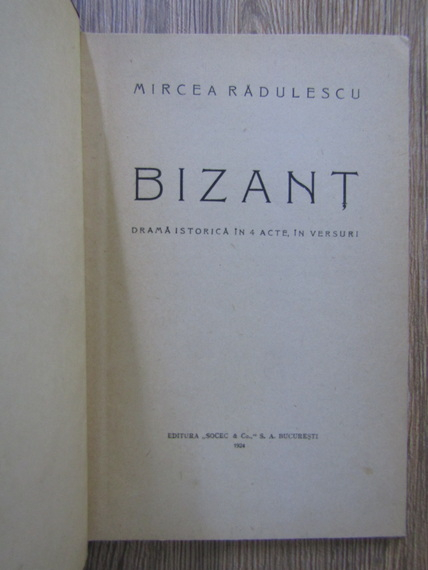 MIRCEA RĂDULESCU
BIZANȚ
DRAMĂ ISTORICĂ ÎN 4 ACTE, ÎN VERSURI
EDITURA „SOCEC & Co.,” S. A. BUCUREȘTI
1924